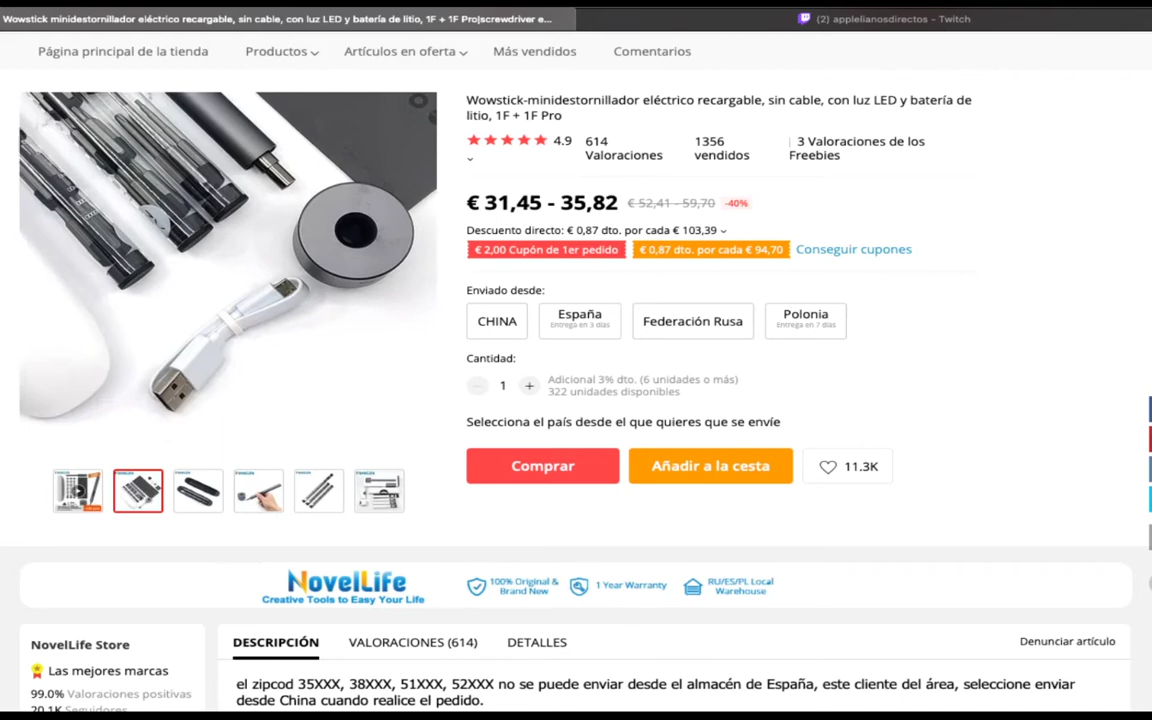 Wowstick minidestornillador eléctrico recargable, sin cable, con luz LED y batería de litio, 1F + 1F Pro|screwdriver e...
(2) applelianosdirectos – Twitch
Página principal de la tienda
Productos
Artículos en oferta
Más vendidos
Comentarios
Wowstick-minidestornillador eléctrico recargable, sin cable, con luz LED y batería de
litio, 1F + 1F Pro
4.9
614
Valoraciones
1356
vendidos
3 Valoraciones de los
Freebies
€ 31,45 - 35,82
€ 52,41 - 59,70
-40%
Descuento directo: € 0,87 dto. por cada € 103,39
€ 2,00 Cupón de 1er pedido
€ 0,87 dto. por cada € 94,70
Conseguir cupones
Enviado desde:
CHINA
España
Entrega en 3 días
Federación Rusa
Polonia
Entrega en 7 días
Cantidad:
1
+
Adicional 3% dto. (6 unidades o más)
322 unidades disponibles
Selecciona el país desde el que quieres que se envíe
Comprar
Añadir a la cesta
11.3K
NovelLife
Creative Tools to Easy Your Life
100% Original &
Brand New
1 Year Warranty
RU/ES/PL Local
Warehouse
NovelLife Store
Las mejores marcas
99.0% Valoraciones positivas
20.1K Seguidores
DESCRIPCIÓN
VALORACIONES (614)
DETALLES
Denunciar artículo
el zipcod 35XXX, 38XXX, 51XXX, 52XXX no se puede enviar desde el almacén de España, este cliente del área, seleccione enviar
desde China cuando realice el pedido.